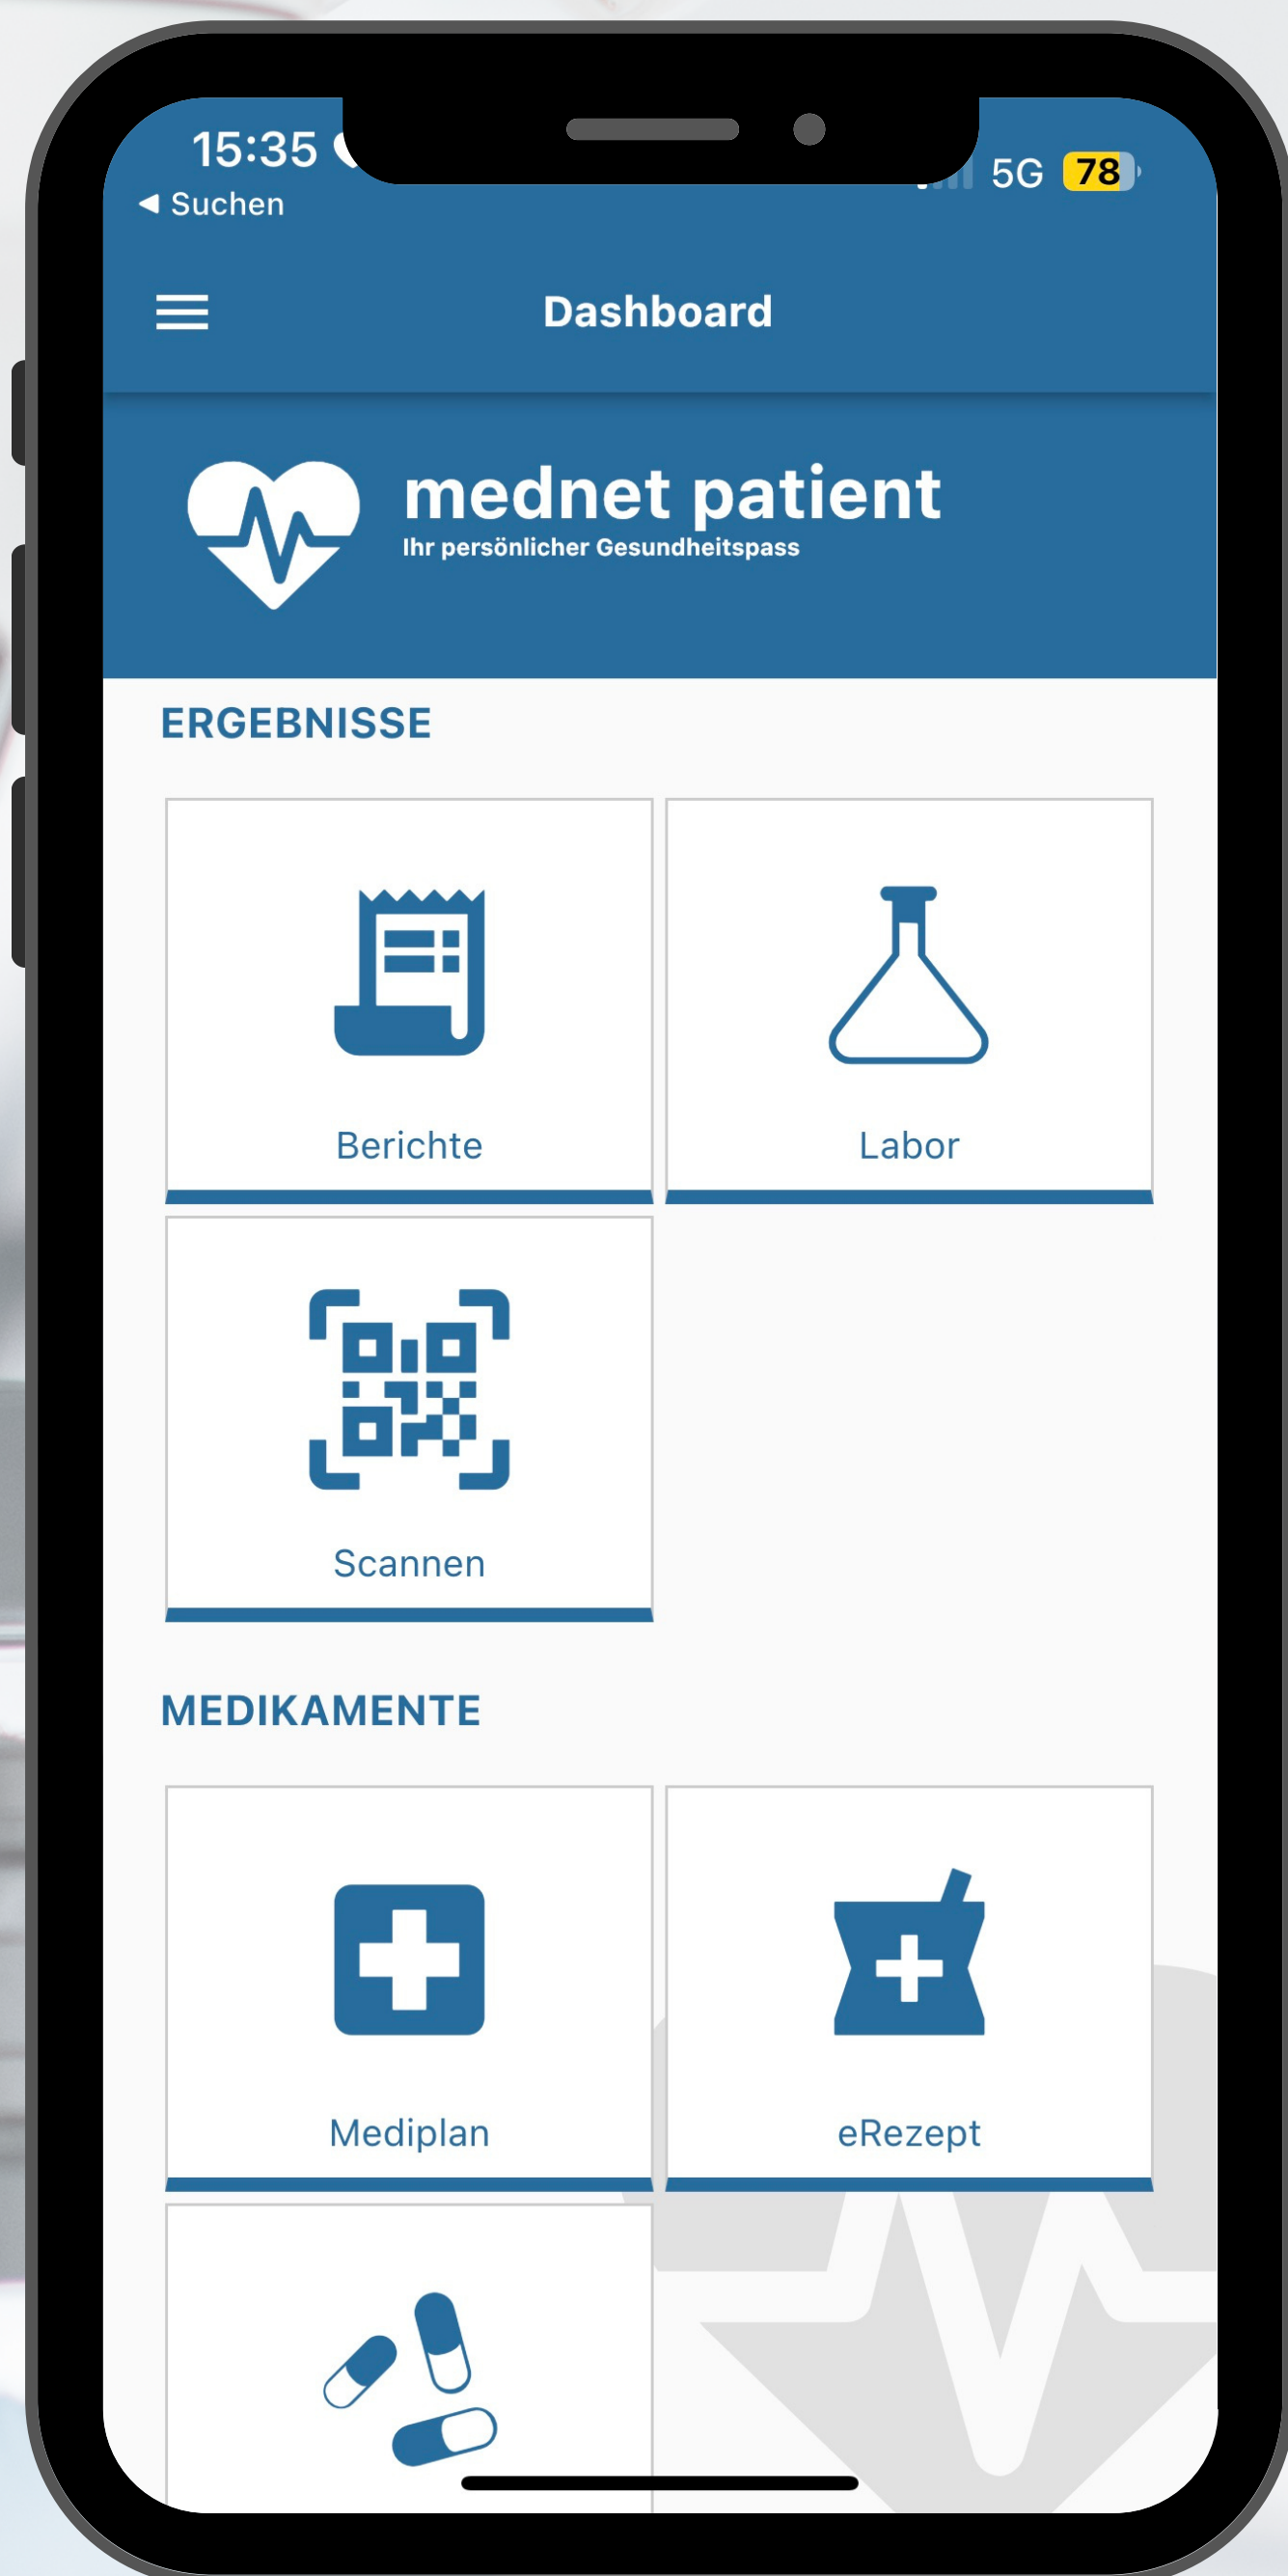 15:35
5G 78
◀ Suchen
Dashboard
mednet patient
Ihr persönlicher Gesundheitspass
ERGEBNISSE
Berichte
Labor
Scannen
MEDIKAMENTE
Mediplan
eRezept